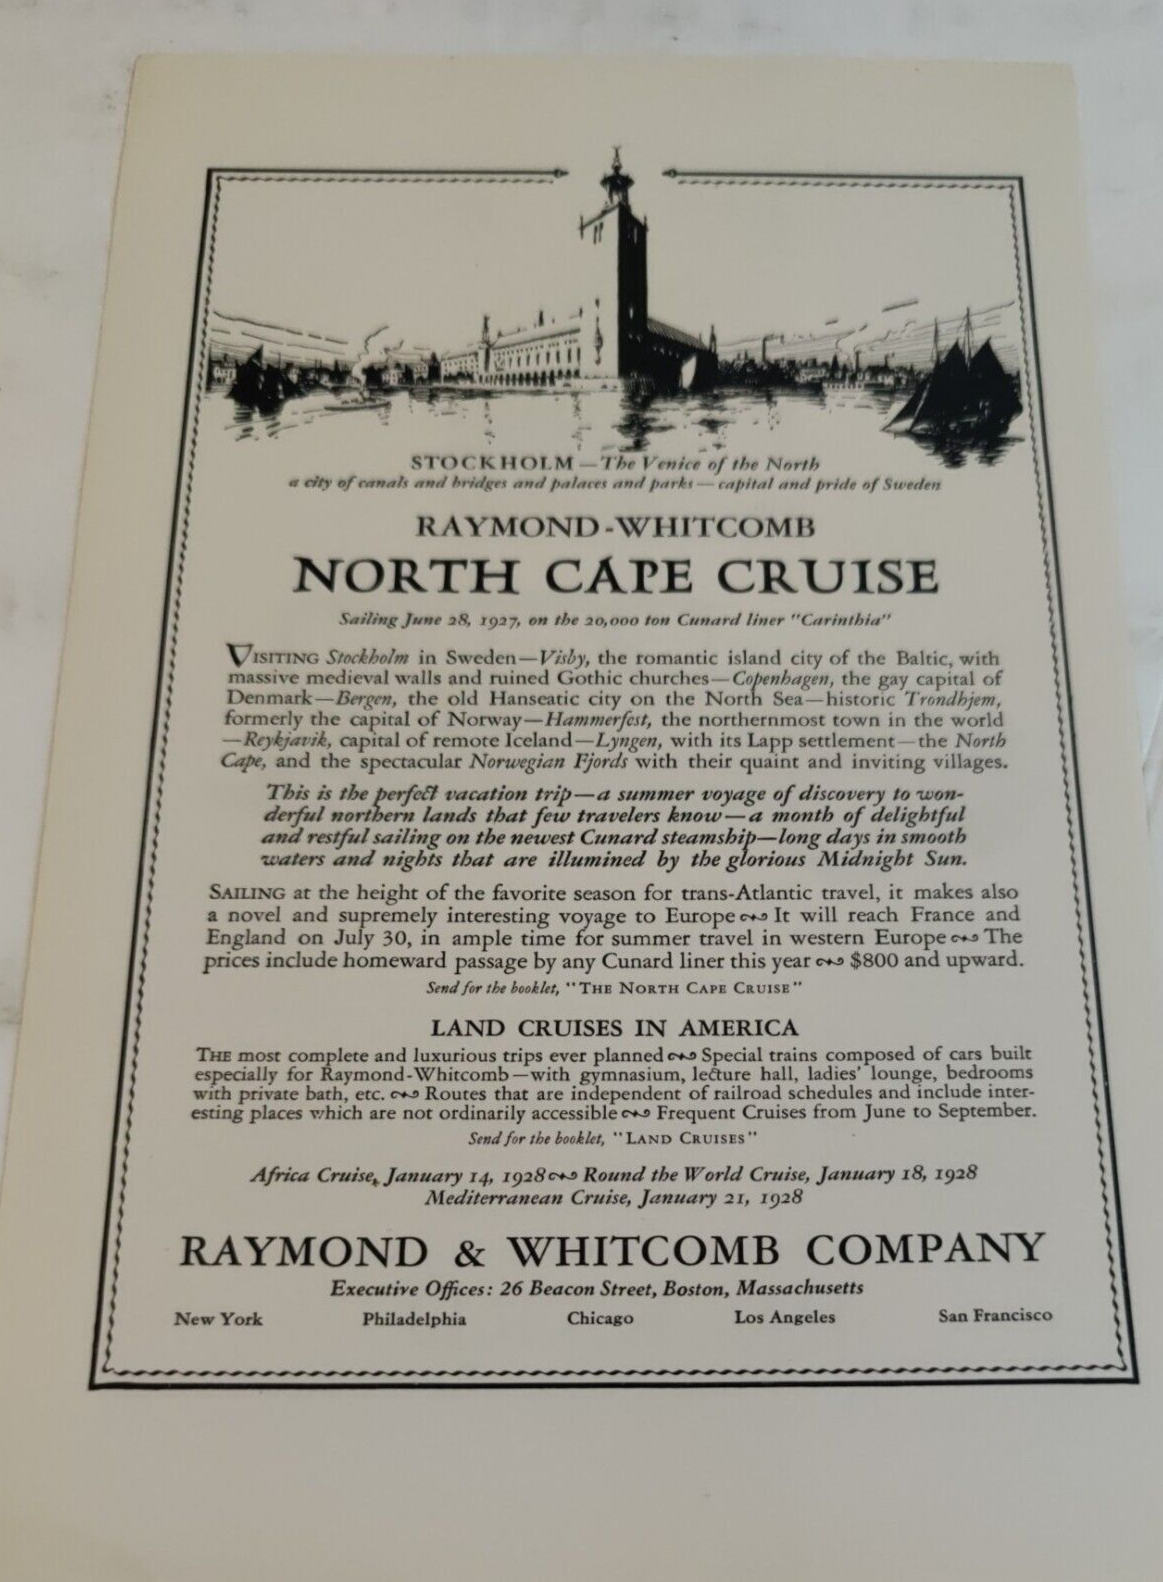 STOCKHOLM—The Venice of the North
a city of canals and bridges and palaces and parks—capital and pride of Sweden
RAYMOND-WHITCOMB
NORTH CAPE CRUISE
Sailing June 28, 1927, on the 20,000 ton Cunard liner "Carinthia"
VISITING Stockholm in Sweden—Visby, the romantic island city of the Baltic, with
massive medieval walls and ruined Gothic churches—Copenhagen, the gay capital of
Denmark—Bergen, the old Hanseatic city on the North Sea—historic Trondhjem,
formerly the capital of Norway—Hammerfest, the northernmost town in the world
—Reykjavik, capital of remote Iceland—Lyngen, with its Lapp settlement—the North
Cape, and the spectacular Norwegian Fjords with their quaint and inviting villages.
This is the perfect vacation trip—a summer voyage of discovery to won-
derful northern lands that few travelers know—a month of delightful
and restful sailing on the newest Cunard steamship—long days in smooth
waters and nights that are illumined by the glorious Midnight Sun.
SAILING at the height of the favorite season for trans-Atlantic travel, it makes also
a novel and supremely interesting voyage to Europe It will reach France and
England on July 30, in ample time for summer travel in western Europe The
prices include homeward passage by any Cunard liner this year $800 and upward.
Send for the booklet, "THE NORTH CAPE CRUISE"
LAND CRUISES IN AMERICA
THE most complete and luxurious trips ever planned Special trains composed of cars built
especially for Raymond-Whitcomb—with gymnasium, lecture hall, ladies' lounge, bedrooms
with private bath, etc. Routes that are independent of railroad schedules and include inter-
esting places which are not ordinarily accessible Frequent Cruises from June to September.
Send for the booklet, "LAND CRUISES"
Africa Cruise, January 14, 1928 Round the World Cruise, January 18, 1928
Mediterranean Cruise, January 21, 1928
RAYMOND & WHITCOMB COMPANY
Executive Offices: 26 Beacon Street, Boston, Massachusetts
New York Philadelphia Chicago Los Angeles San Francisco